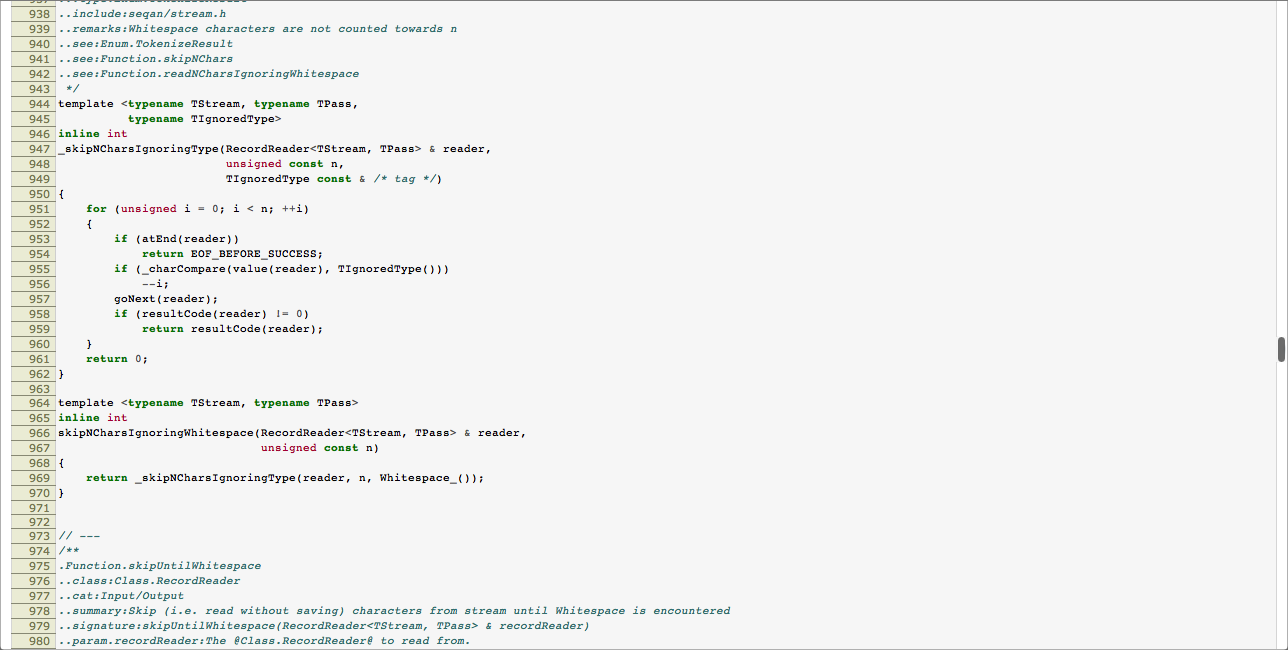 938 ..include:seqan/stream.h
939 ..remarks:Whitespace characters are not counted towards n
940 ..see:Enum.TokenizeResult
941 ..see:Function.skipNChars
942 ..see:Function.readNCharsIgnoringWhitespace
943  */
944 template <typename TStream, typename TPass,
945           typename TIgnoredType>
946 inline int
947 _skipNCharsIgnoringType(RecordReader<TStream, TPass> & reader,
948                         unsigned const n,
949                         TIgnoredType const & /* tag */)
950 {
951     for (unsigned i = 0; i < n; ++i)
952     {
953         if (atEnd(reader))
954             return EOF_BEFORE_SUCCESS;
955         if (_charCompare(value(reader), TIgnoredType()))
956             --i;
957         goNext(reader);
958         if (resultCode(reader) != 0)
959             return resultCode(reader);
960     }
961     return 0;
962 }
963
964 template <typename TStream, typename TPass>
965 inline int
966 skipNCharsIgnoringWhitespace(RecordReader<TStream, TPass> & reader,
967                              unsigned const n)
968 {
969     return _skipNCharsIgnoringType(reader, n, Whitespace_());
970 }
971
972
973 // ---
974 /**
975 .Function.skipUntilWhitespace
976 ..class:Class.RecordReader
977 ..cat:Input/Output
978 ..summary:Skip (i.e. read without saving) characters from stream until Whitespace is encountered
979 ..signature:skipUntilWhitespace(RecordReader<TStream, TPass> & recordReader)
980 ..param.recordReader:The @Class.RecordReader@ to read from.